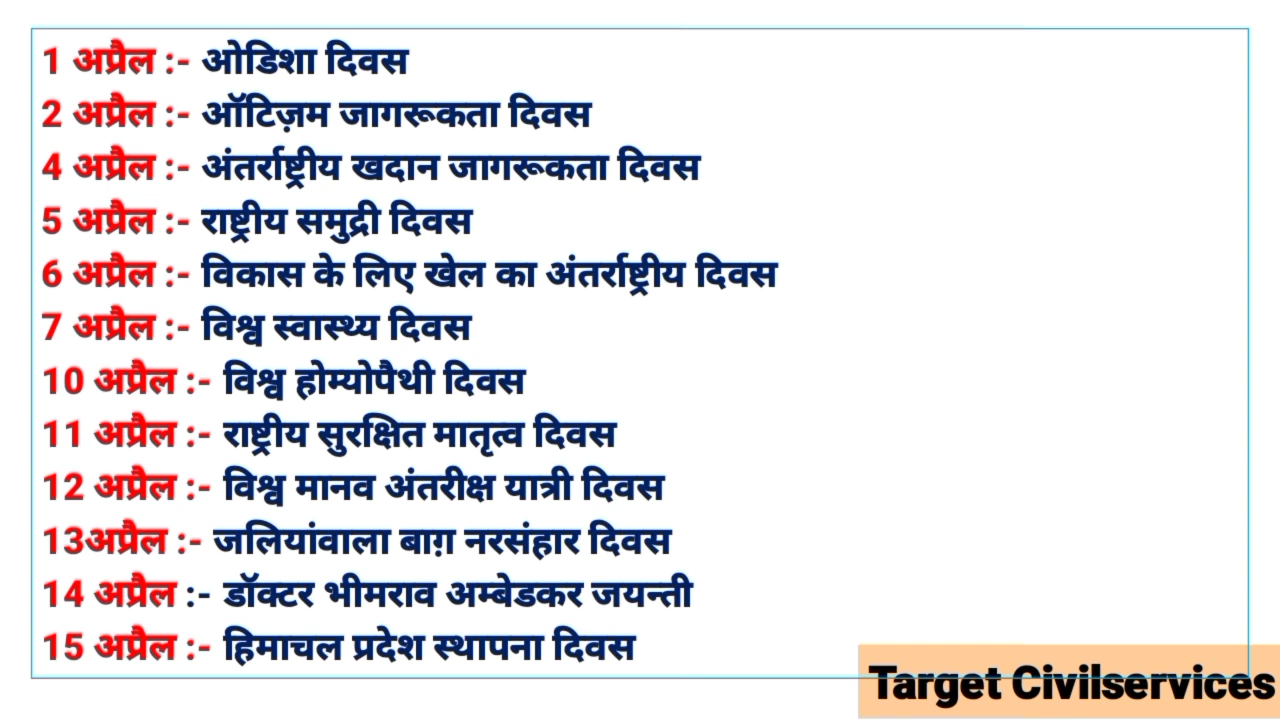 1 अप्रैल :- ओडिशा दिवस
2 अप्रैल :- ऑटिज़म जागरूकता दिवस
4 अप्रैल :- अंतर्राष्ट्रीय खदान जागरूकता दिवस
5 अप्रैल :- राष्ट्रीय समुद्री दिवस
6 अप्रैल :- विकास के लिए खेल का अंतर्राष्ट्रीय दिवस
7 अप्रैल :- विश्व स्वास्थ्य दिवस
10 अप्रैल :- विश्व होम्योपैथी दिवस
11 अप्रैल :- राष्ट्रीय सुरक्षित मातृत्व दिवस
12 अप्रैल :- विश्व मानव अंतरीक्ष यात्री दिवस
13अप्रैल :- जलियांवाला बाग़ नरसंहार दिवस
14 अप्रैल :- डॉक्टर भीमराव अम्बेडकर जयन्ती
15 अप्रैल :- हिमाचल प्रदेश स्थापना दिवस
Target Civilservices